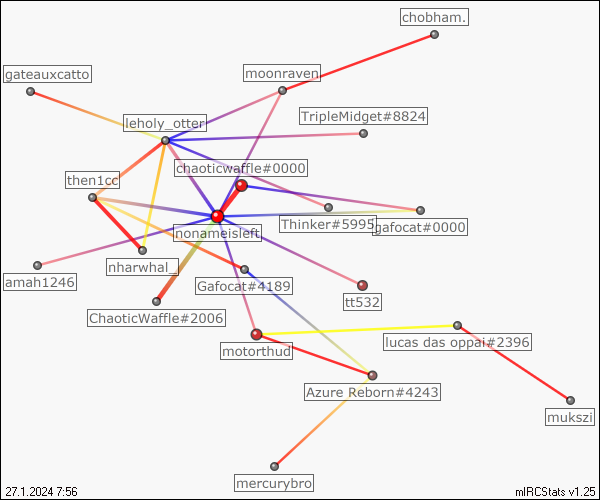 chobham.
gateauxcatto
moonraven
TripleMidget#8824
leholy_otter
chaoticwaffle#0000
then1cc
Thinker#5995
gafocat#0000
nonameisleft
nharwhal_
amah1246
Gafocat#4189
tt532
ChaoticWaffle#2006
motorthud
lucas das oppai#2396
Azure Reborn#4243
mukszi
mercurybro
27.1.2024 7:56
mIRCStats v1.25